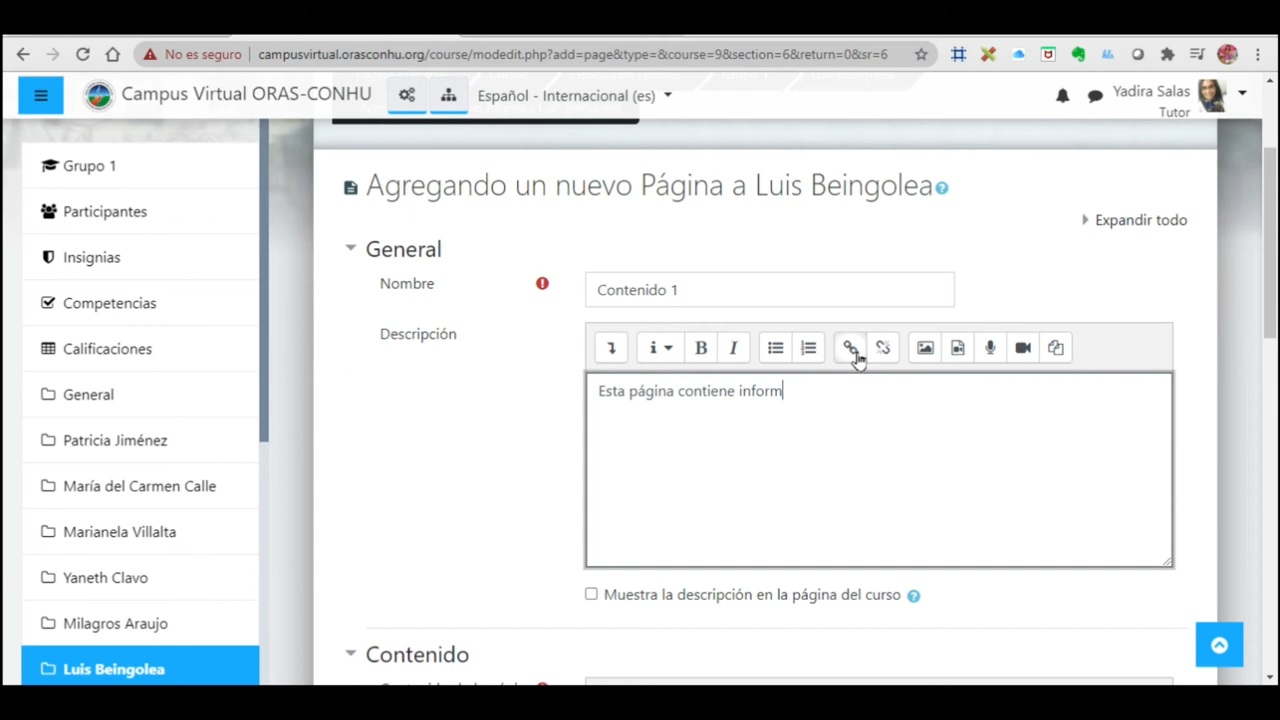 No es seguro campusvirtual.orasconhu.org/course/modedit.php?add=page&type=&course=9&section=6&return=0&sr=6
Campus Virtual ORAS-CONHU
Español - Internacional (es)
Yadira Salas
Tutor
Grupo 1
Participantes
Insignias
Competencias
Calificaciones
General
Patricia Jiménez
María del Carmen Calle
Marianela Villalta
Yaneth Clavo
Milagros Araujo
Luis Beingolea
Agregando un nuevo Página a Luis Beingolea
Expandir todo
General
Nombre
Contenido 1
Descripción
i B I
Esta página contiene inform
Muestra la descripción en la página del curso
Contenido